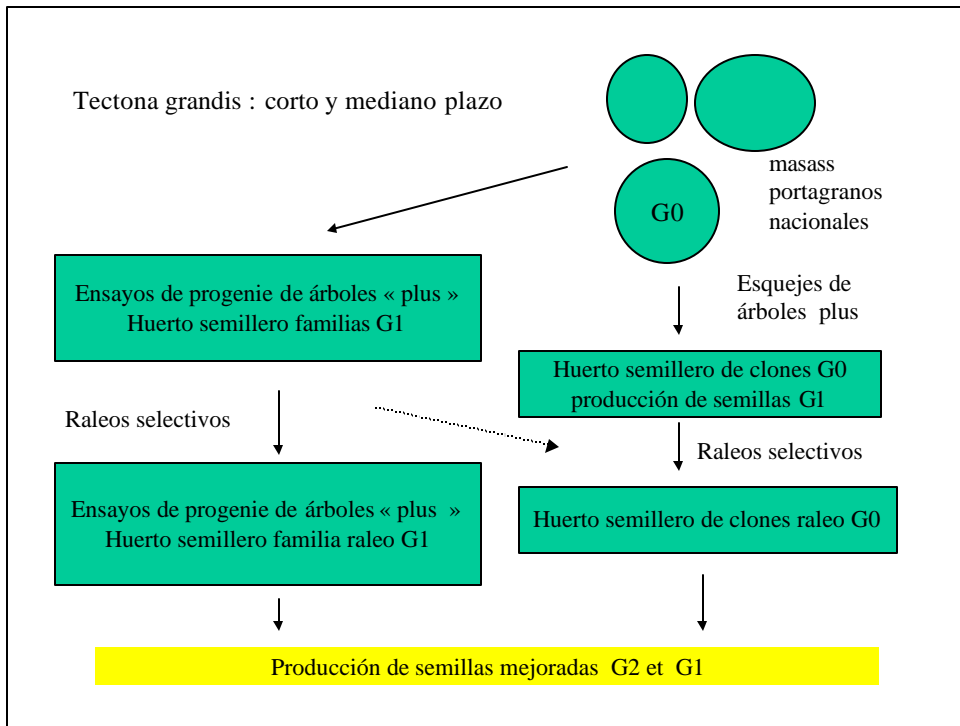 Tectona grandis : corto y mediano plazo
masass
portagranos
nacionales
G0
Esquejes de
árboles plus
Ensayos de progenie de árboles « plus »
Huerto semillero familias G1
Huerto semillero de clones G0
producción de semillas G1
Raleos selectivos
Raleos selectivos
Ensayos de progenie de árboles « plus »
Huerto semillero familia raleo G1
Huerto semillero de clones raleo G0
Producción de semillas mejoradas G2 et G1